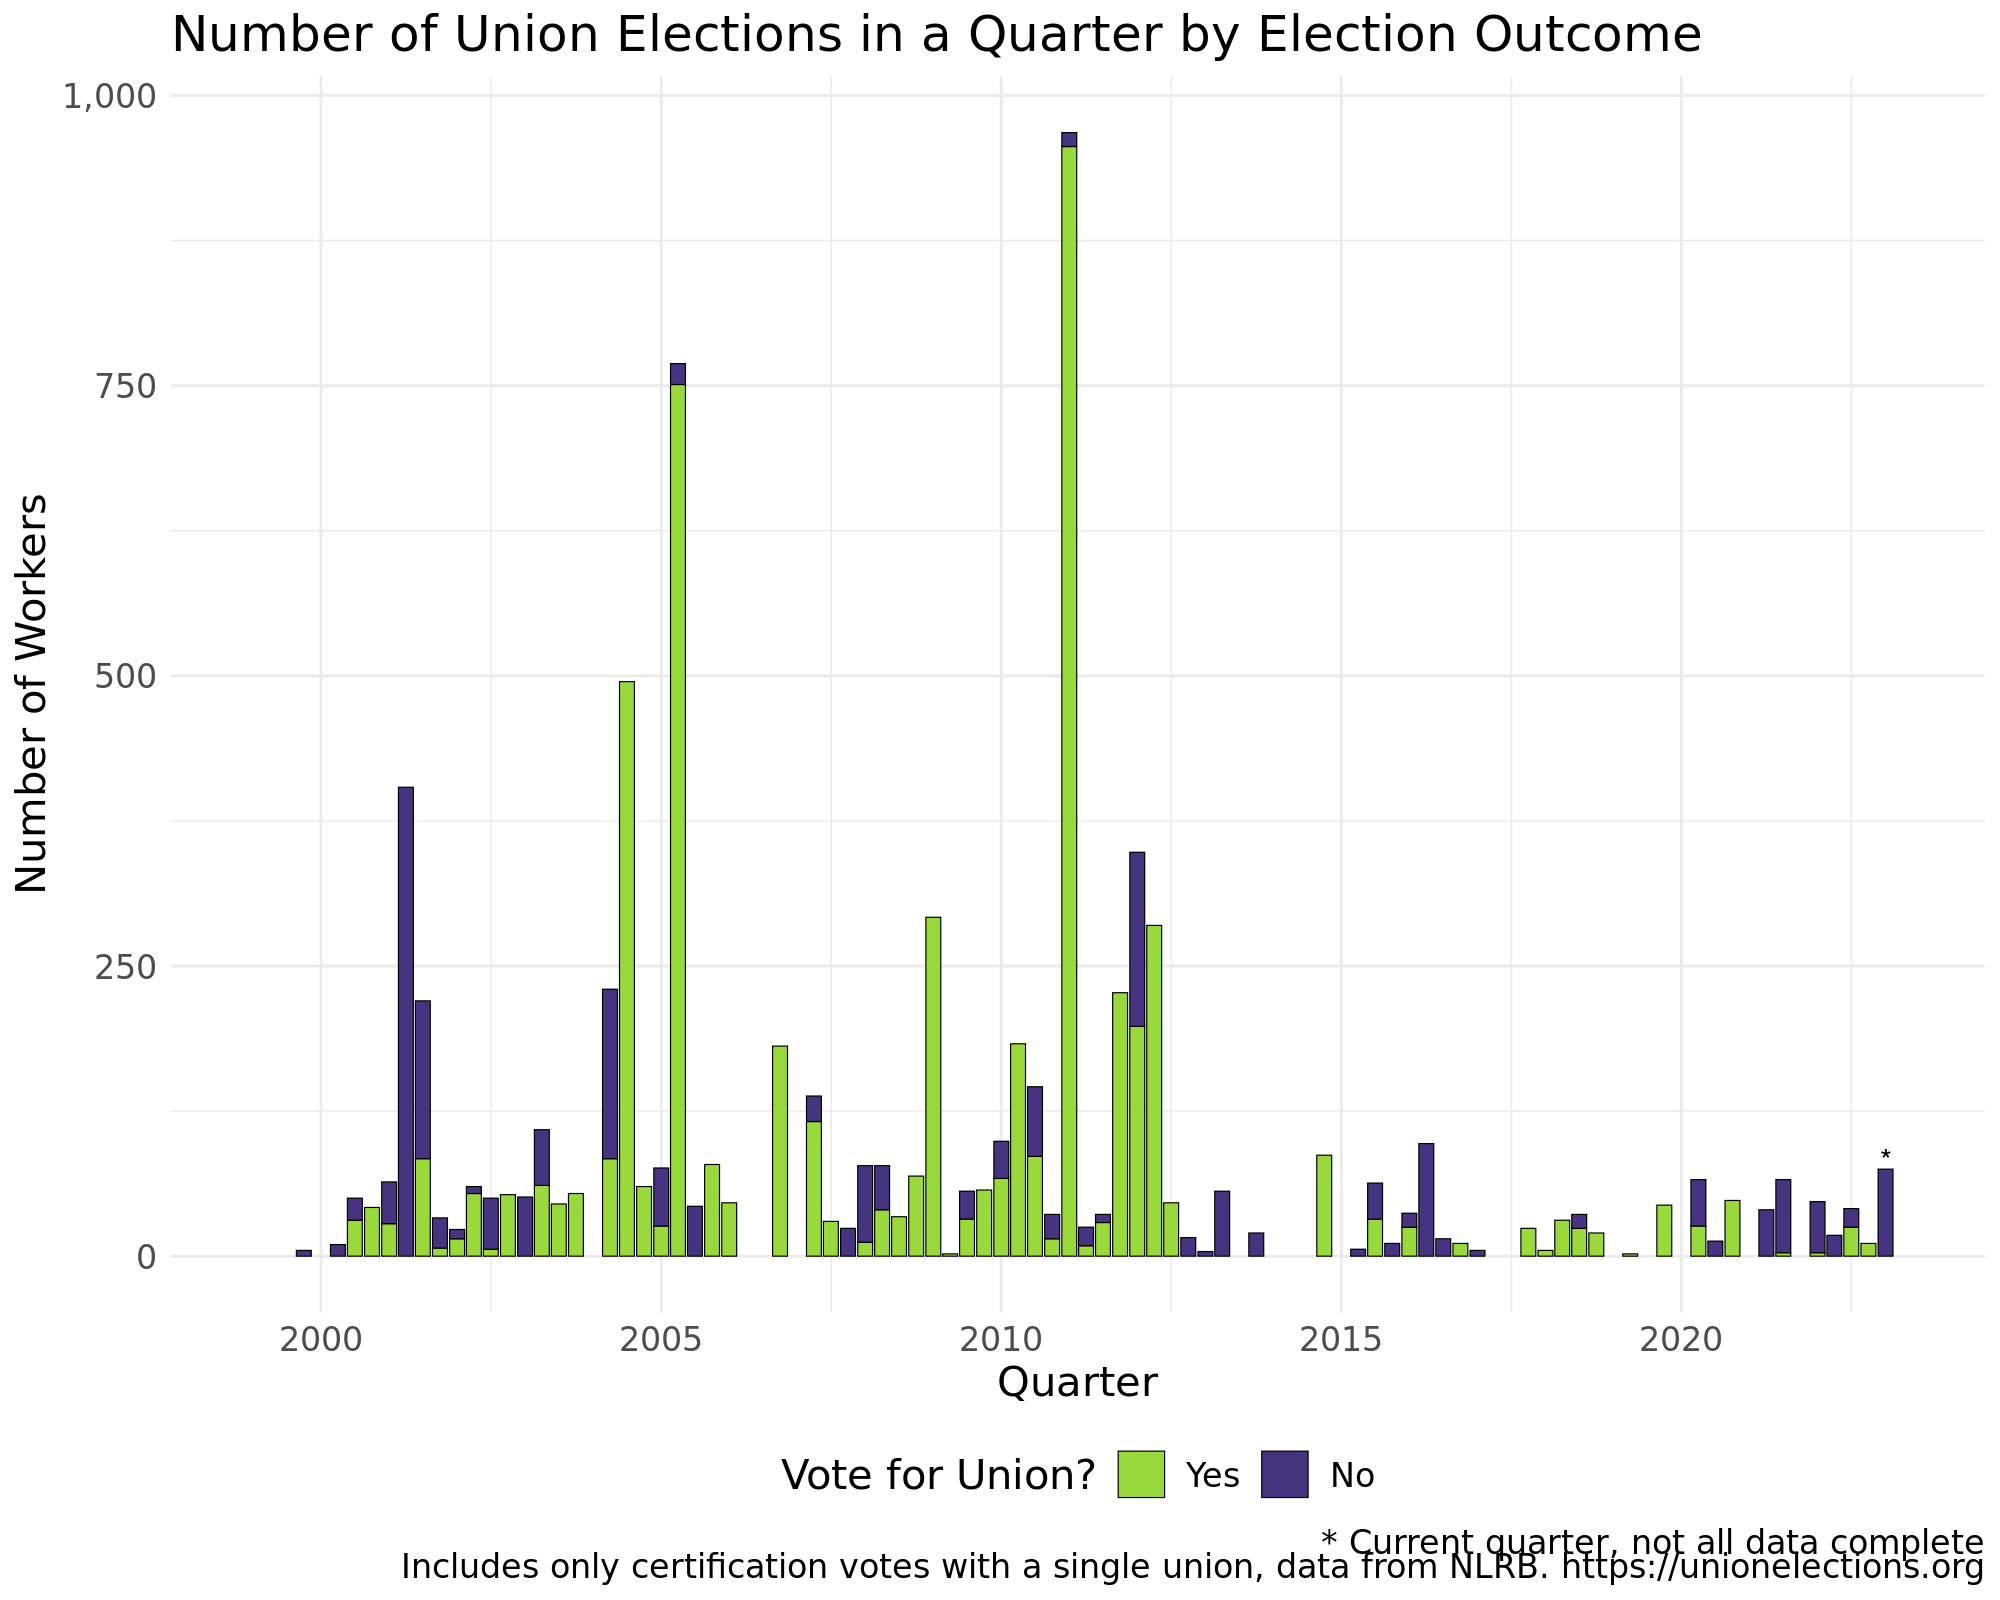 Number of Union Elections in a Quarter by Election Outcome
1,000
750
500
250
0
Number of Workers
*
2000 2005 2010 2015 2020
Quarter
Vote for Union? Yes No
* Current quarter, not all data complete
Includes only certification votes with a single union, data from NLRB. https://unionelections.org